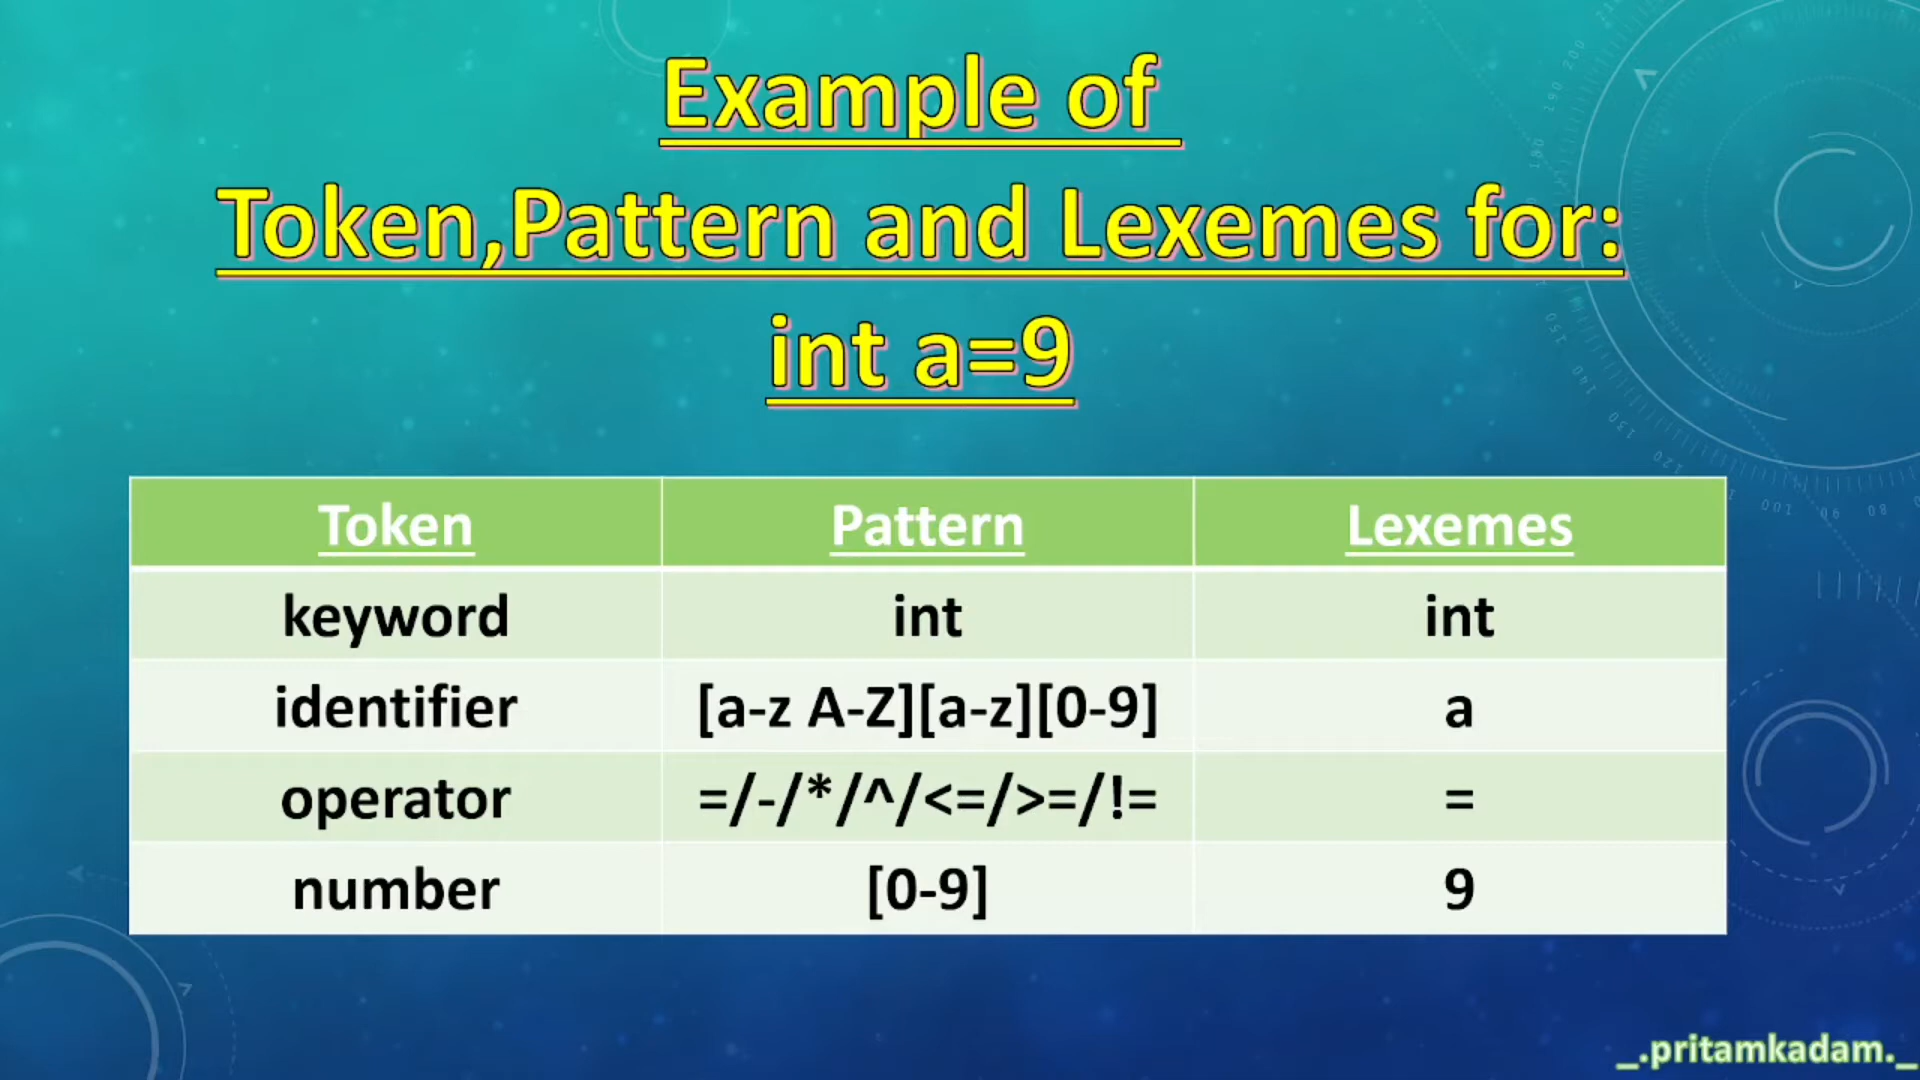 Example of
Token,Pattern and Lexemes for:
int a=9
Token Pattern Lexemes
keyword int int
identifier [a-z A-Z][a-z][0-9] a
operator =/-/*/^/<=/>=/!= =
number [0-9] 9
_.pritamkadam._